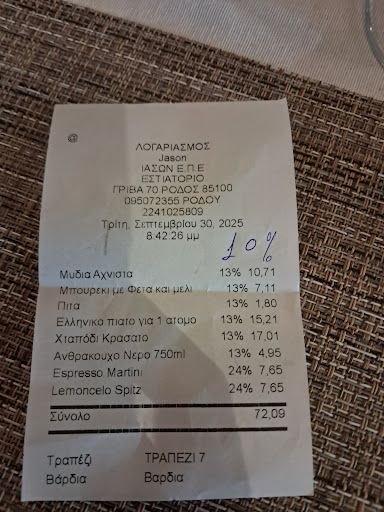 @
ΛΟΓΑΡΙΑΣΜΟΣ
Jason
ΙΑΣΩΝ Ε.Π.Ε
ΕΣΤΙΑΤΟΡΙΟ
ΓΡΙΒΑ 70 ΡΟΔΟΣ 85100
095072355 ΡΟΔΟΥ
2241025809
Τρίτη, Σεπτεμβρίου 30, 2025
8:42:26 μμ
10%
Μυδια Αχνιστα 13% 10,71
Μπουρεκι με Φετα και μελι 13% 7,11
Πιτα 13% 1,80
Ελληνικο πιατο για 1 ατομο 13% 15,21
Χταπόδι Κρασατο 13% 17,01
Ανθρακουχο Νερο 750ml 13% 4,95
Espresso Martini 24% 7,65
Lemoncelo Spitz 24% 7,65
Σύνολο 72,09
Τραπέζι ΤΡΑΠΕΖΙ 7
Βάρδια Βαρδια